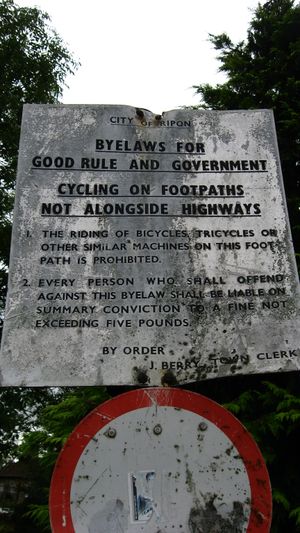 CITY OF RIPON
BYELAWS FOR
GOOD RULE AND GOVERNMENT
CYCLING ON FOOTPATHS
NOT ALONGSIDE HIGHWAYS
1. THE RIDING OF BICYCLES, TRICYCLES OR
OTHER SIMILAR MACHINES ON THIS FOOT
PATH IS PROHIBITED.
2. EVERY PERSON WHO SHALL OFFEND
AGAINST THIS BYELAW SHALL BE LIABLE ON
SUMMARY CONVICTION TO A FINE NOT
EXCEEDING FIVE POUNDS.
BY ORDER
J. BERRY, TOWN CLERK